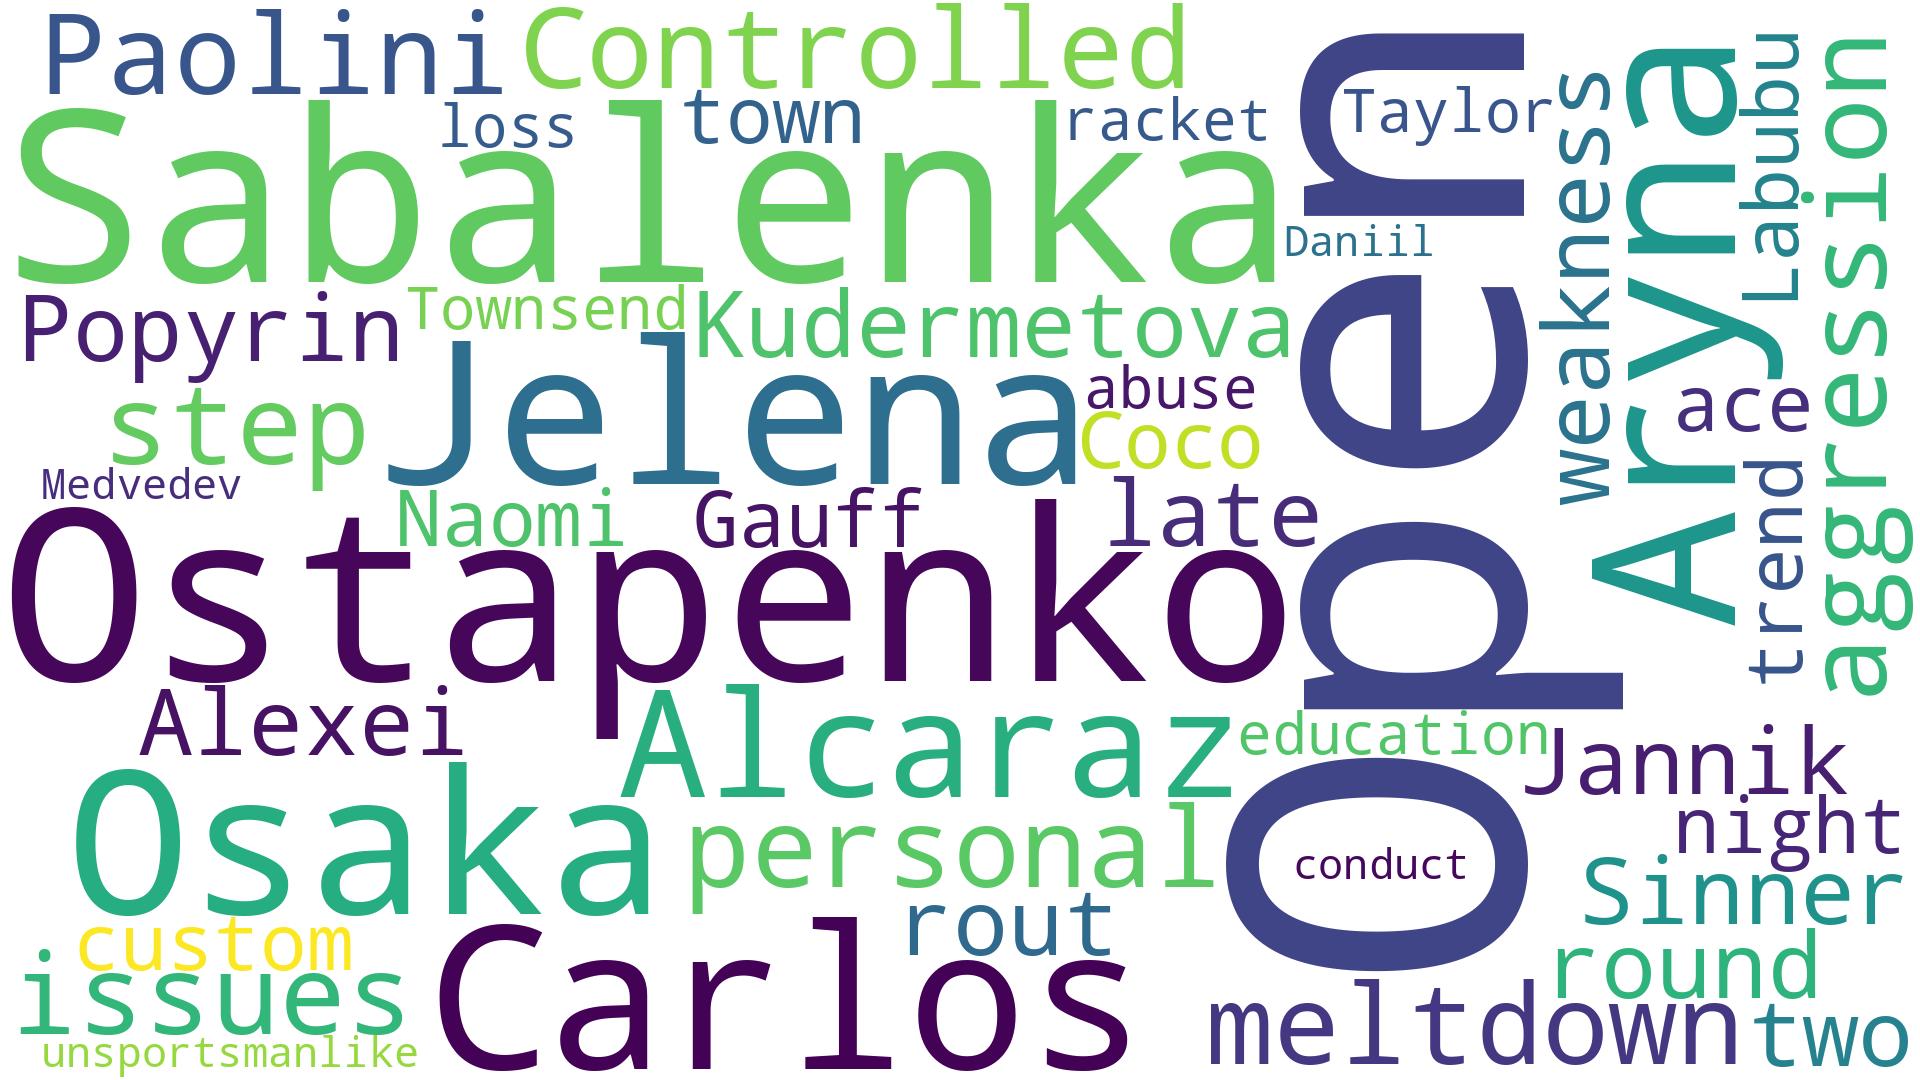 Paolini
Controlled
loss
town
racket
Taylor
Sabalenka
Open
weakness
Aryna
Labubu
aggression
Daniil
Popyrin
Townsend
Kudermetova
Jelena
abuse
step
Coco
ace
Medvedev
Naomi
Gauff
late
trend
Ostapenko
Alexei
Alcaraz
education
Jannik
Osaka
personal
conduct
night
Sinner
custom
rout
round
issues
Carlos
meltdown
two
unsportsmanlike